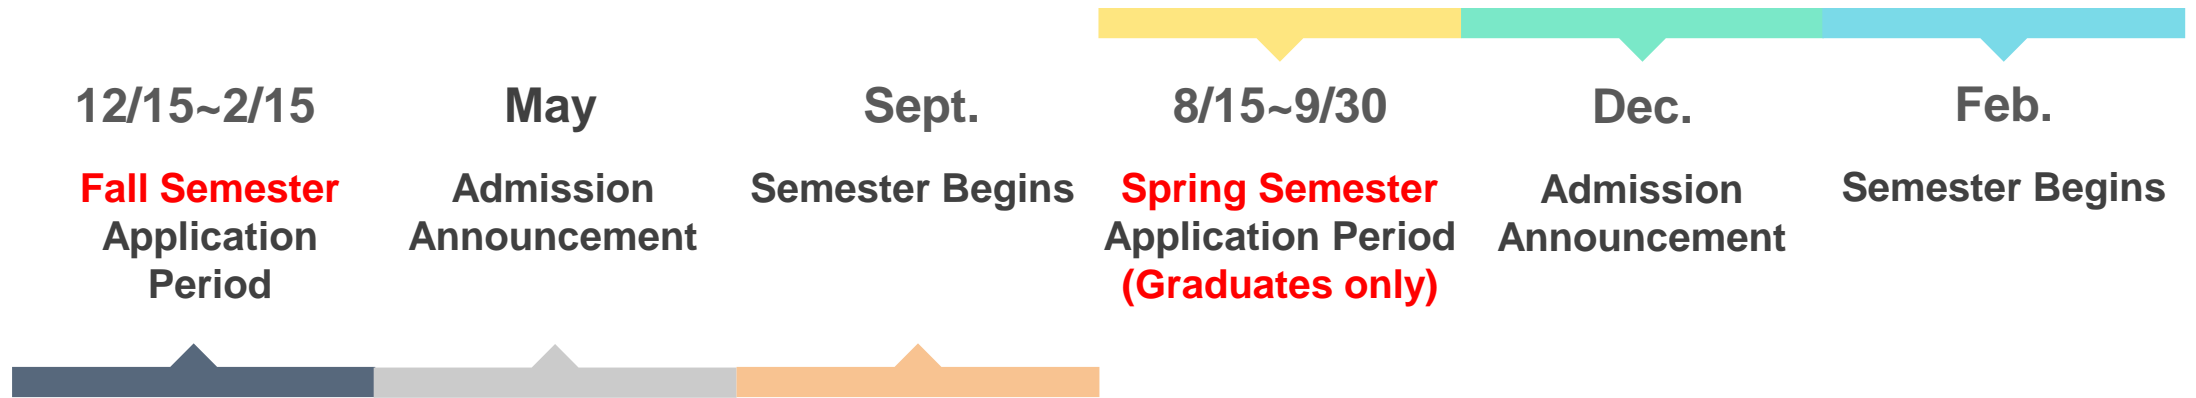 12/15~2/15
Fall Semester
Application
Period
May
Admission
Announcement
Sept.
Semester Begins
8/15~9/30
Spring Semester
Application Period
(Graduates only)
Dec.
Admission
Announcement
Feb.
Semester Begins